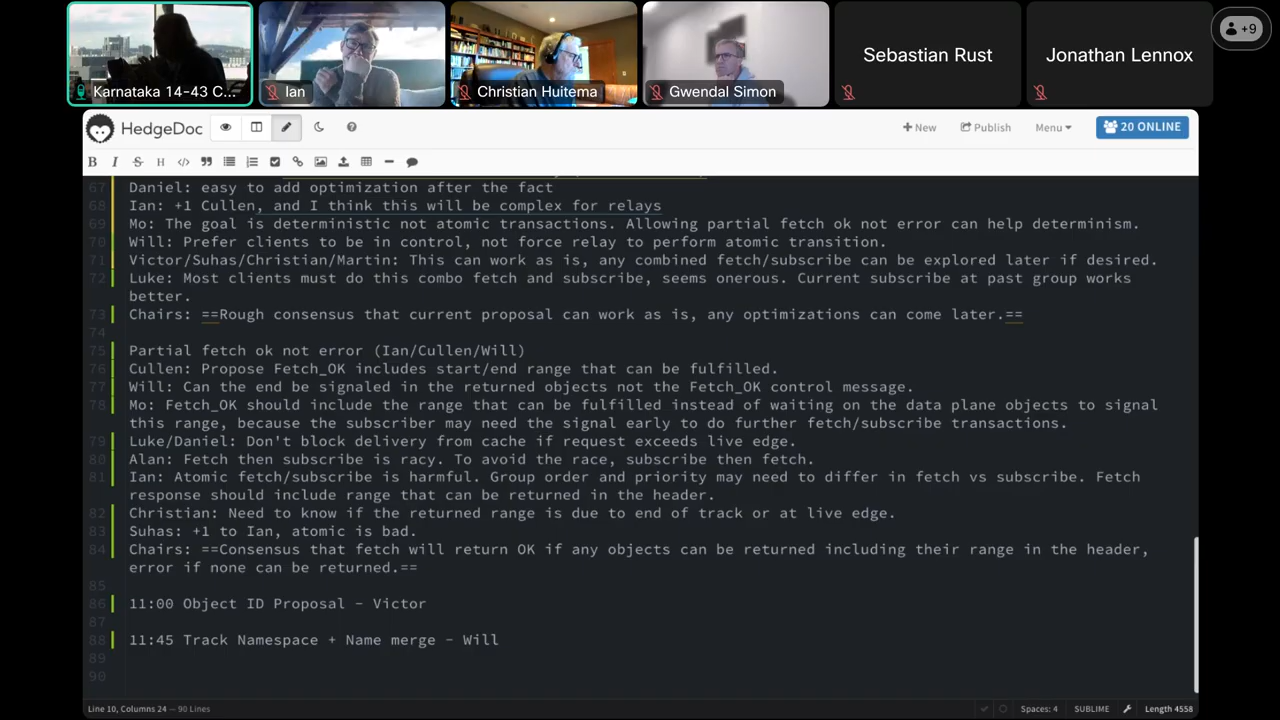 +9
Karnataka 14-43 C...
Ian
Christian Huitema
Gwendal Simon
Sebastian Rust
Jonathan Lennox
HedgeDoc
+ New
Publish
Menu
20 ONLINE
B I S H </>
67 Daniel: easy to add optimization after the fact
68 Ian: +1 Cullen, and I think this will be complex for relays
69 Mo: The goal is deterministic not atomic transactions. Allowing partial fetch ok not error can help determinism.
70 Will: Prefer clients to be in control, not force relay to perform atomic transition.
71 Victor/Suhas/Christian/Martin: This can work as is, any combined fetch/subscribe can be explored later if desired.
72 Luke: Most clients must do this combo fetch and subscribe, seems onerous. Current subscribe at past group works
better.
73 Chairs: ==Rough consensus that current proposal can work as is, any optimizations can come later.==
74
75 Partial fetch ok not error (Ian/Cullen/Will)
76 Cullen: Propose Fetch_OK includes start/end range that can be fulfilled.
77 Will: Can the end be signaled in the returned objects not the Fetch_OK control message.
78 Mo: Fetch_OK should include the range that can be fulfilled instead of waiting on the data plane objects to signal
this range, because the subscriber may need the signal early to do further fetch/subscribe transactions.
79 Luke/Daniel: Don't block delivery from cache if request exceeds live edge.
80 Alan: Fetch then subscribe is racy. To avoid the race, subscribe then fetch.
81 Ian: Atomic fetch/subscribe is harmful. Group order and priority may need to differ in fetch vs subscribe. Fetch
response should include range that can be returned in the header.
82 Christian: Need to know if the returned range is due to end of track or at live edge.
83 Suhas: +1 to Ian, atomic is bad.
84 Chairs: ==Consensus that fetch will return OK if any objects can be returned including their range in the header,
error if none can be returned.==
85
86 11:00 Object ID Proposal - Victor
87
88 11:45 Track Namespace + Name merge - Will
89
90
Line 10, Columns 24 — 90 Lines
Spaces: 4
SUBLIME
Length 4558